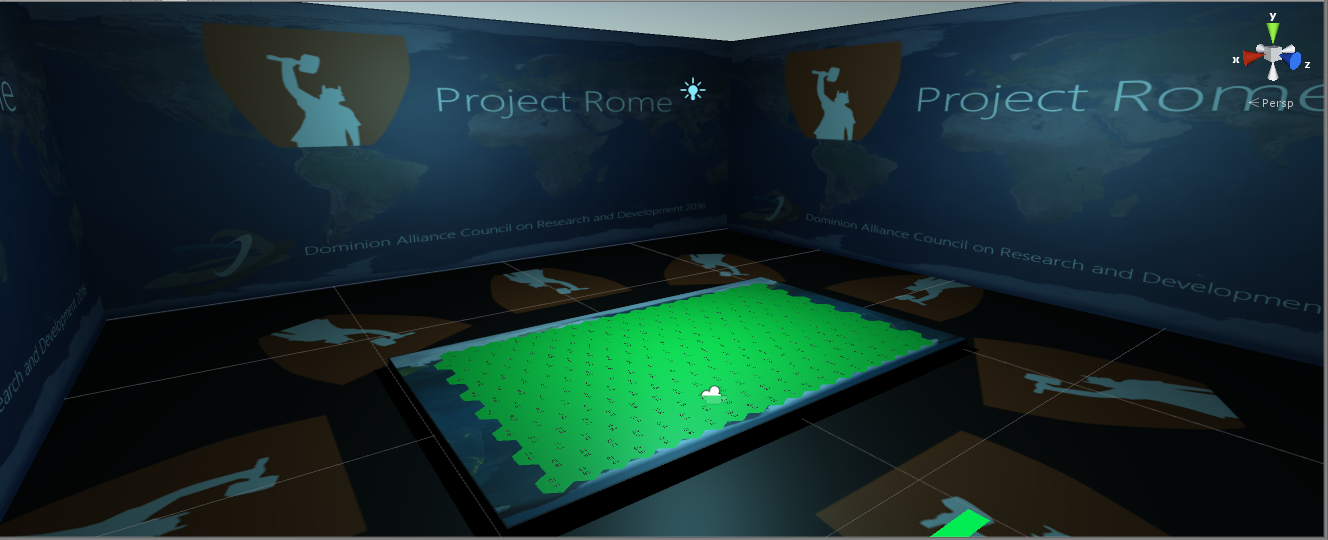 Project Rome
Dominion Alliance Council on Research and Development 2016
Project Rome
Dominion Alliance Council on Research and Developmen
earch and Development 2016
y
x
z
Persp